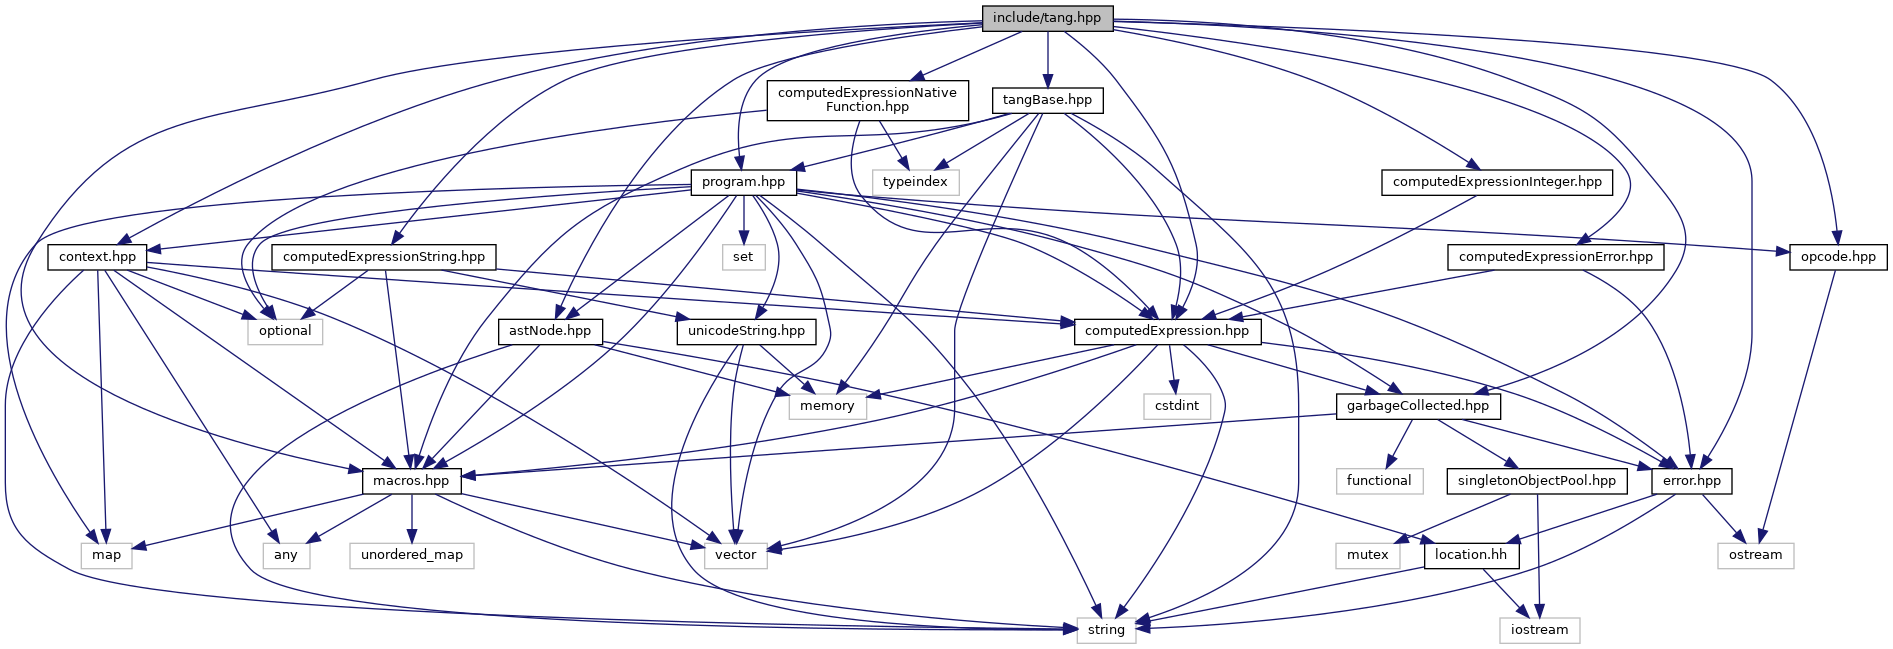 include/tang.hpp
computedExpressionNative
Function.hpp
tangBase.hpp
program.hpp
typeindex
computedExpressionInteger.hpp
context.hpp
computedExpressionString.hpp
set
computedExpressionError.hpp
opcode.hpp
optional
astNode.hpp
unicodeString.hpp
computedExpression.hpp
memory
cstdint
garbageCollected.hpp
macros.hpp
functional
singletonObjectPool.hpp
error.hpp
map
any
unordered_map
vector
mutex
location.hh
ostream
string
iostream